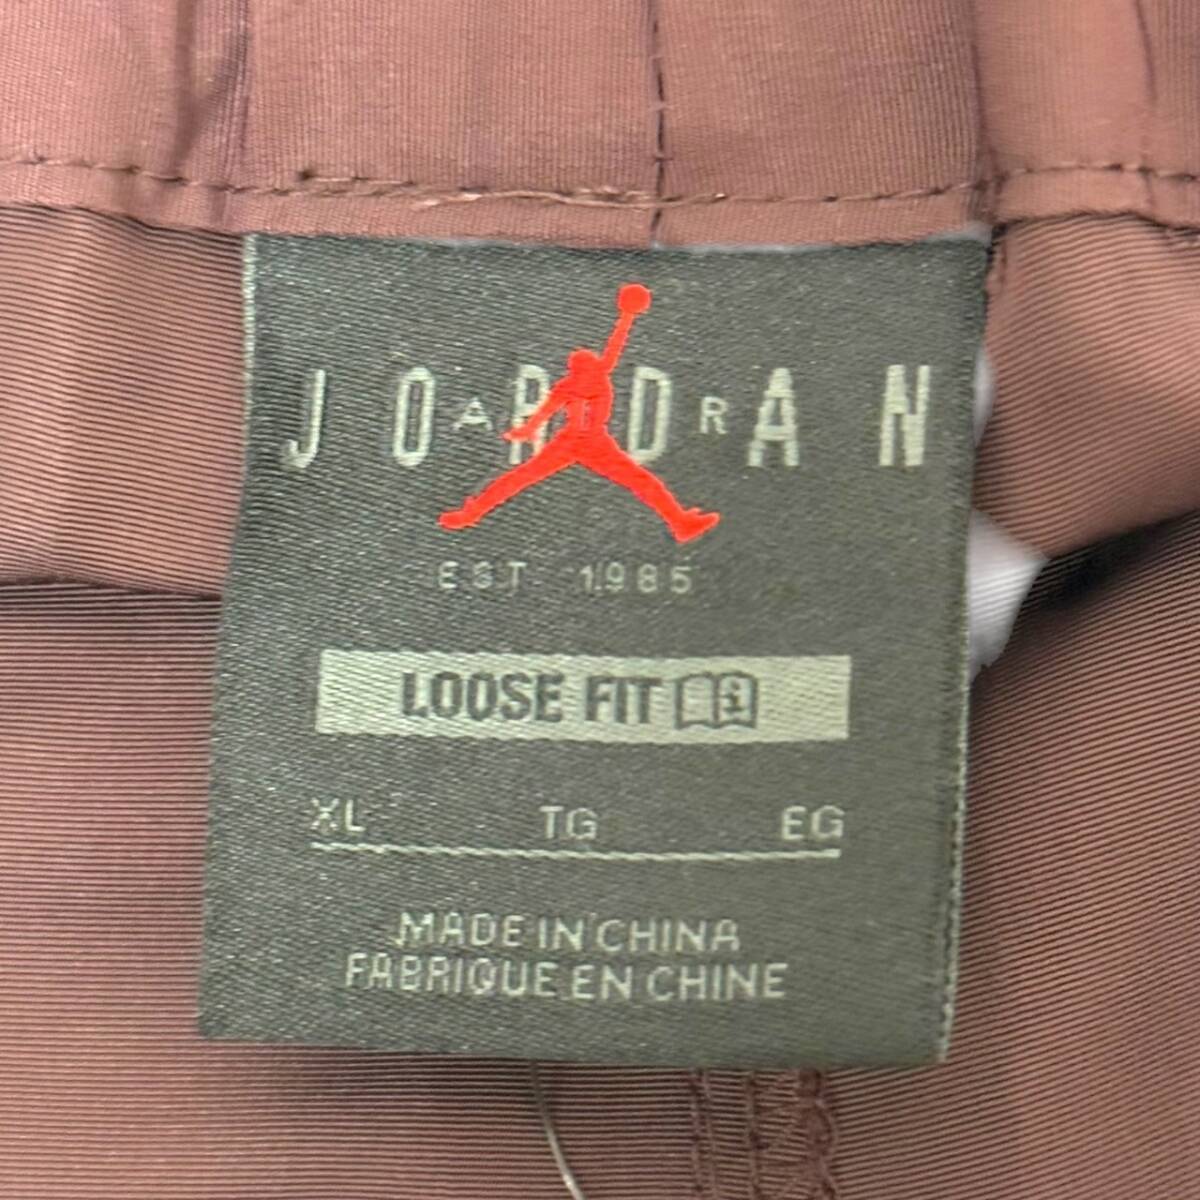 JORDAN
AIR
EST 1985
LOOSE FIT
XL TG EG
MADE IN CHINA
FABRIQUE EN CHINE